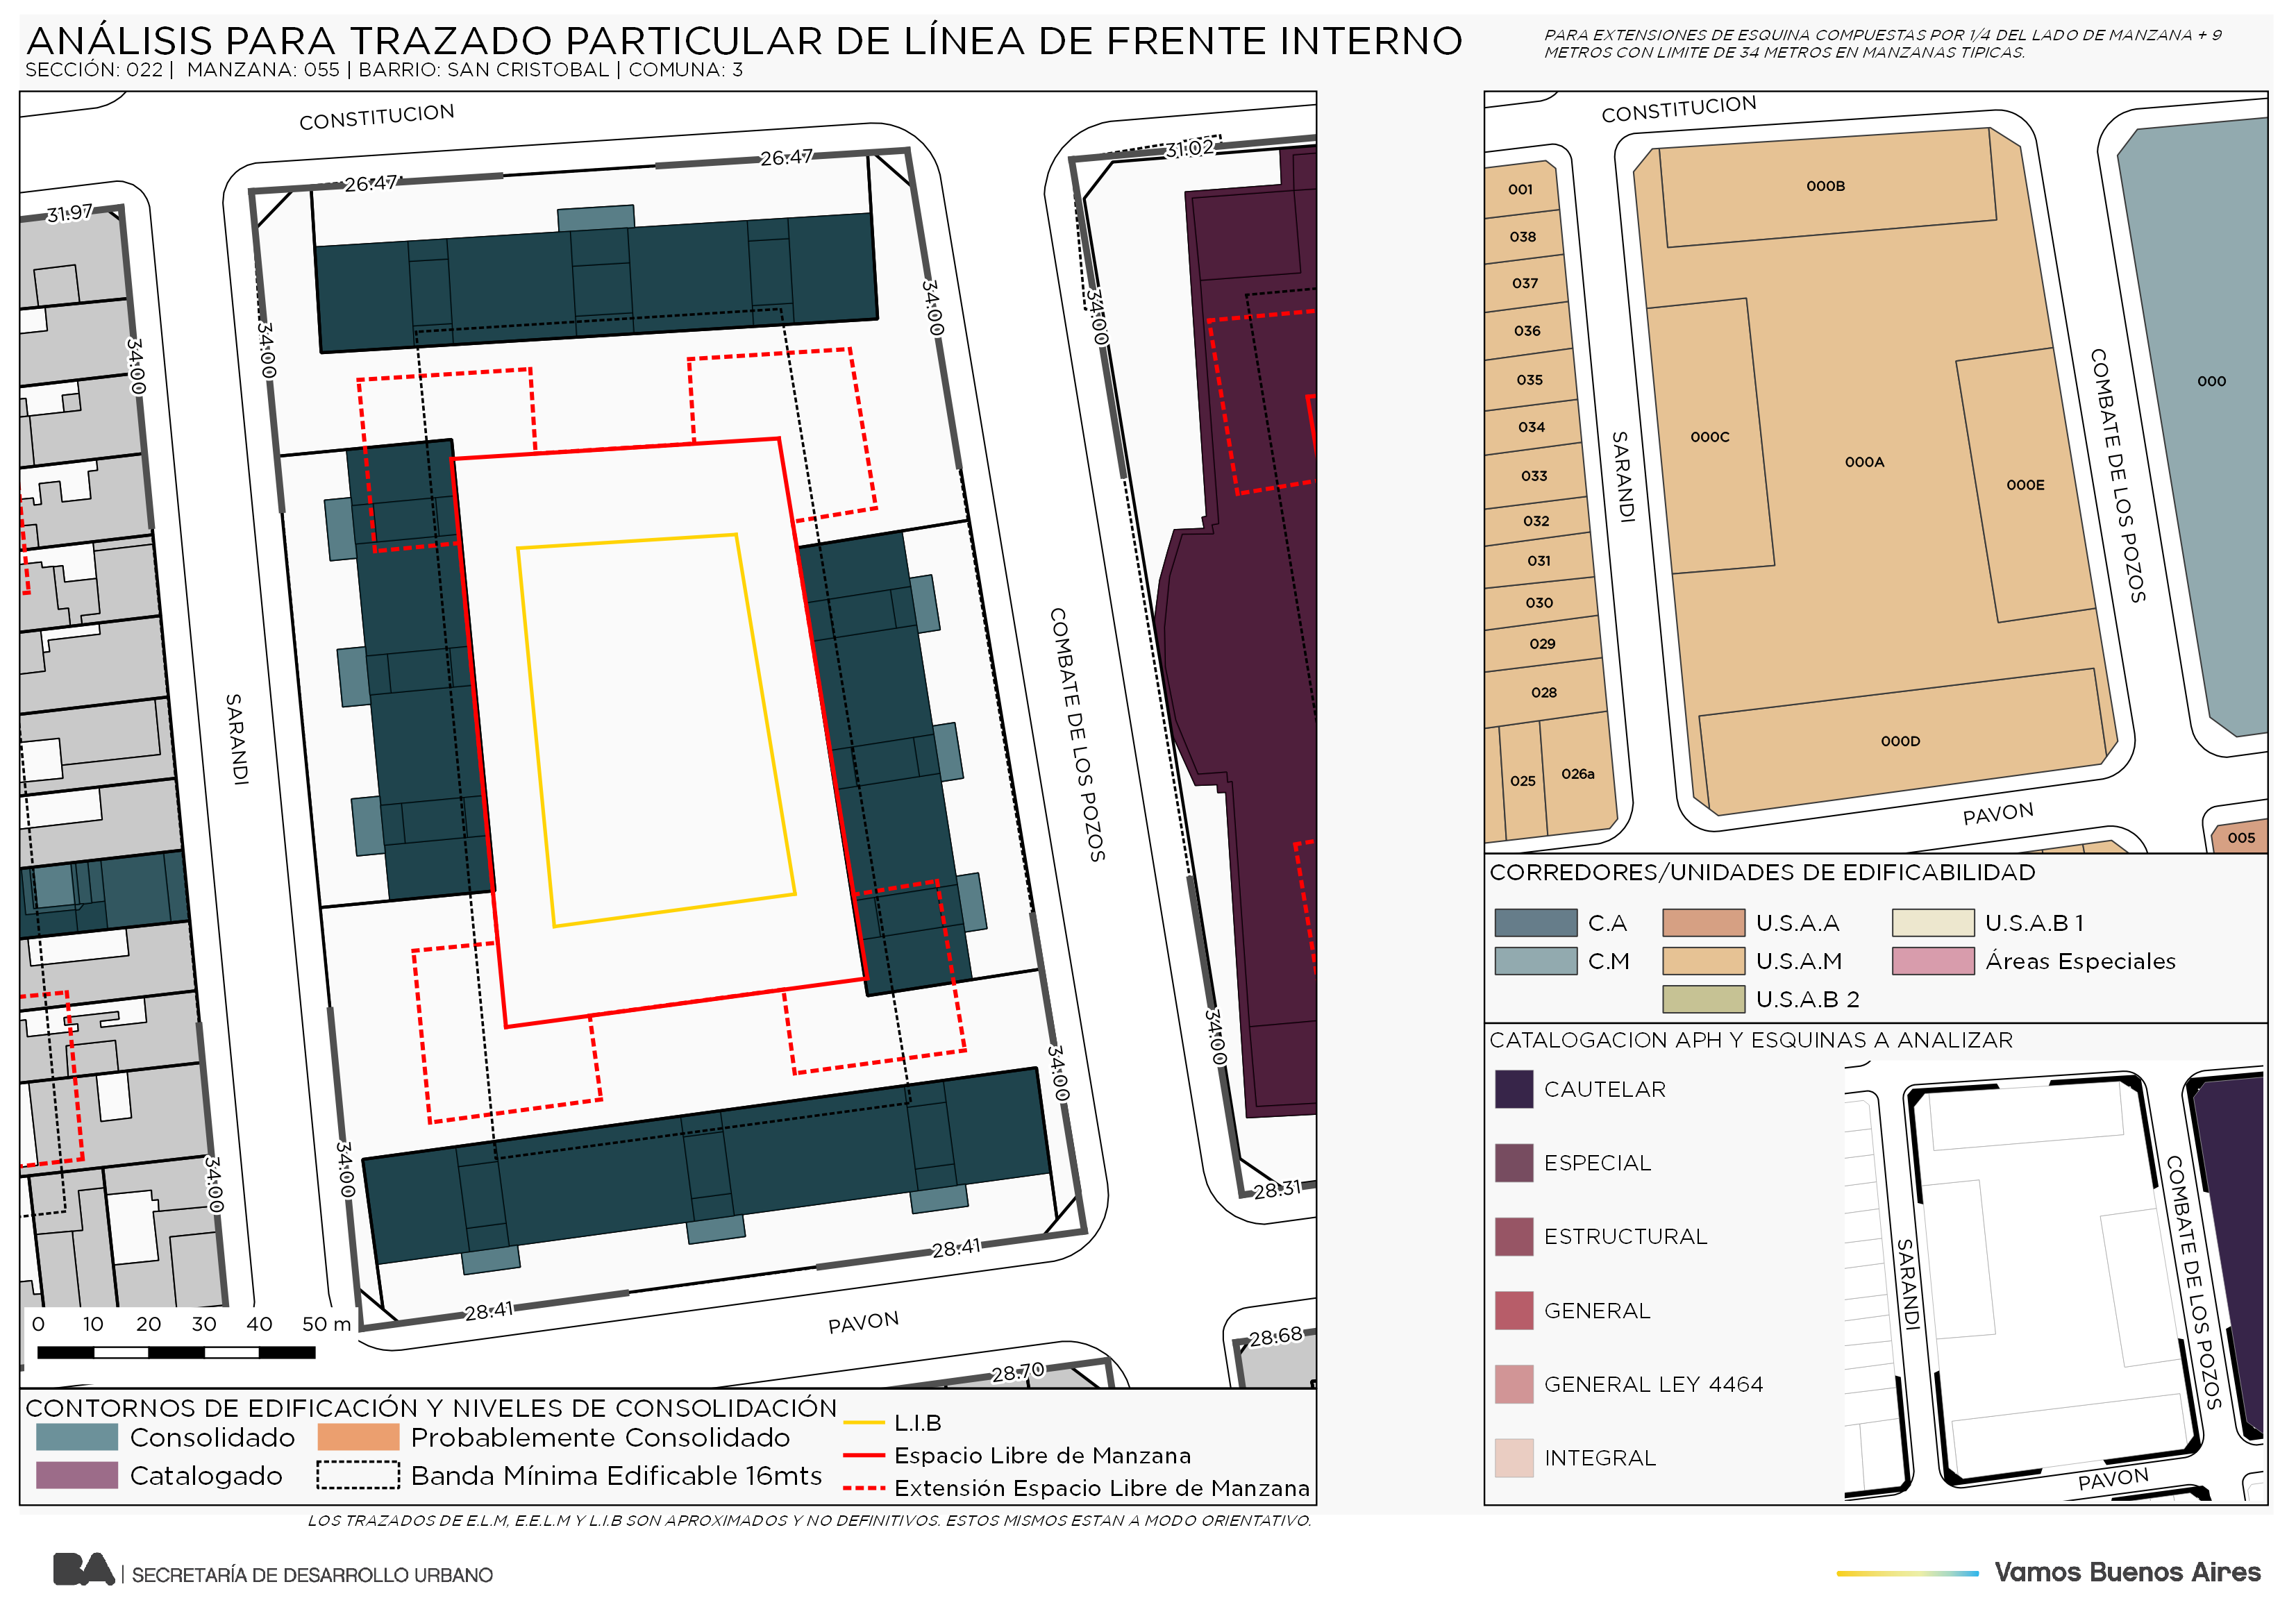 ANÁLISIS PARA TRAZADO PARTICULAR DE LÍNEA DE FRENTE INTERNO
SECCIÓN: 022 | MANZANA: 055 | BARRIO: SAN CRISTOBAL | COMUNA: 3
PARA EXTENSIONES DE ESQUINA COMPUESTAS POR 1/4 DEL LADO DE MANZANA + 9
METROS CON LIMITE DE 34 METROS EN MANZANAS TIPICAS.
CONSTITUCION
26.47
26.47
31.02
31.97
34.00
34.00
34.00
34.00
SARANDI
COMBATE DE LOS POZOS
34.00
34.00
34.00
34.00
28.31
28.41
28.41
PAVON
28.68
28.70
0 10 20 30 40 50 m
CONTORNOS DE EDIFICACIÓN Y NIVELES DE CONSOLIDACIÓN
Consolidado
Probablemente Consolidado
Catalogado
Banda Mínima Edificable 16mts
L.I.B
Espacio Libre de Manzana
Extensión Espacio Libre de Manzana
CONSTITUCION
001
038
037
036
035
034
033
032
031
030
029
028
025
026a
000B
000C
000A
000E
000D
000
005
SARANDI
COMBATE DE LOS POZOS
PAVON
CORREDORES/UNIDADES DE EDIFICABILIDAD
C.A
U.S.A.A
U.S.A.B 1
C.M
U.S.A.M
Áreas Especiales
U.S.A.B 2
CATALOGACION APH Y ESQUINAS A ANALIZAR
CAUTELAR
ESPECIAL
ESTRUCTURAL
GENERAL
GENERAL LEY 4464
INTEGRAL
SARANDI
COMBATE DE LOS POZOS
PAVON
LOS TRAZADOS DE E.L.M, E.E.L.M Y L.I.B SON APROXIMADOS Y NO DEFINITIVOS. ESTOS MISMOS ESTAN A MODO ORIENTATIVO.
BA | SECRETARÍA DE DESARROLLO URBANO
Vamos Buenos Aires